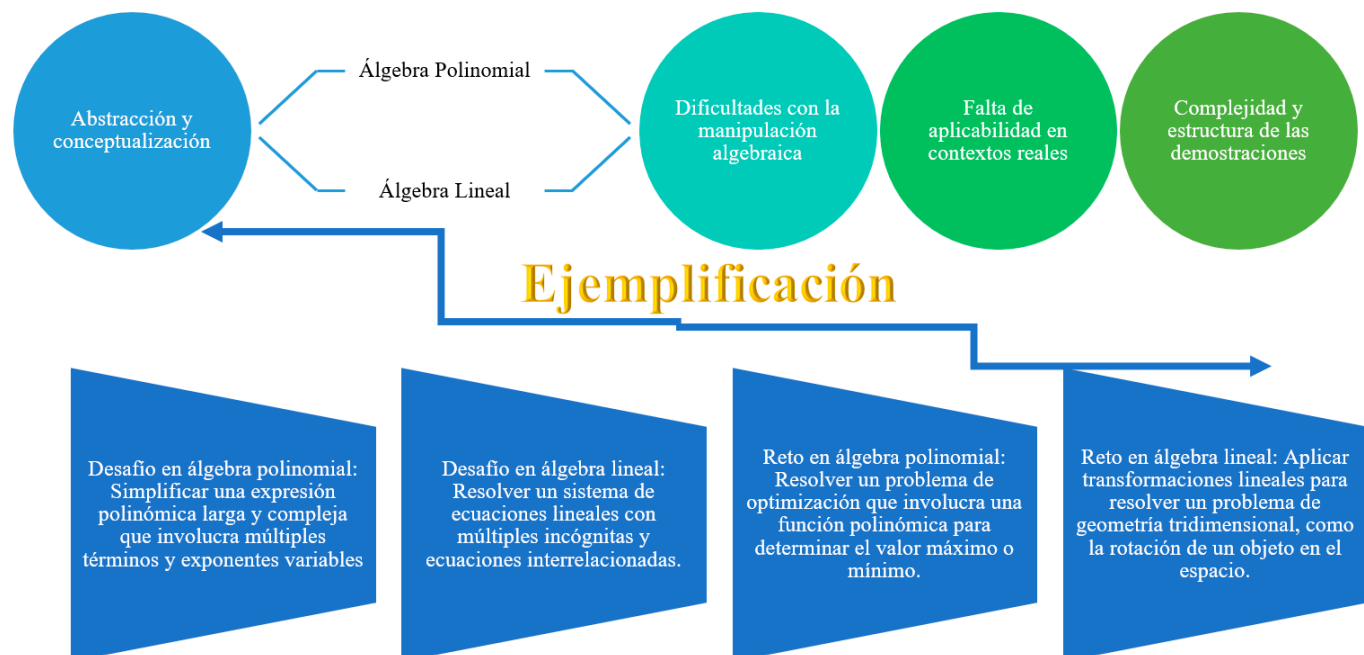 Abstracción y
conceptualización
Álgebra Polinomial
Álgebra Lineal
Dificultades con la
manipulación
algebraica
Falta de
aplicabilidad en
contextos reales
Complejidad y
estructura de las
demostraciones
Ejemplificación
Desafío en álgebra polinomial:
Simplificar una expresión
polinómica larga y compleja
que involucra múltiples
términos y exponentes variables
Desafío en álgebra lineal:
Resolver un sistema de
ecuaciones lineales con
múltiples incógnitas y
ecuaciones interrelacionadas.
Reto en álgebra polinomial:
Resolver un problema de
optimización que involucra una
función polinómica para
determinar el valor máximo o
mínimo.
Reto en álgebra lineal: Aplicar
transformaciones lineales para
resolver un problema de
geometría tridimensional, como
la rotación de un objeto en el
espacio.